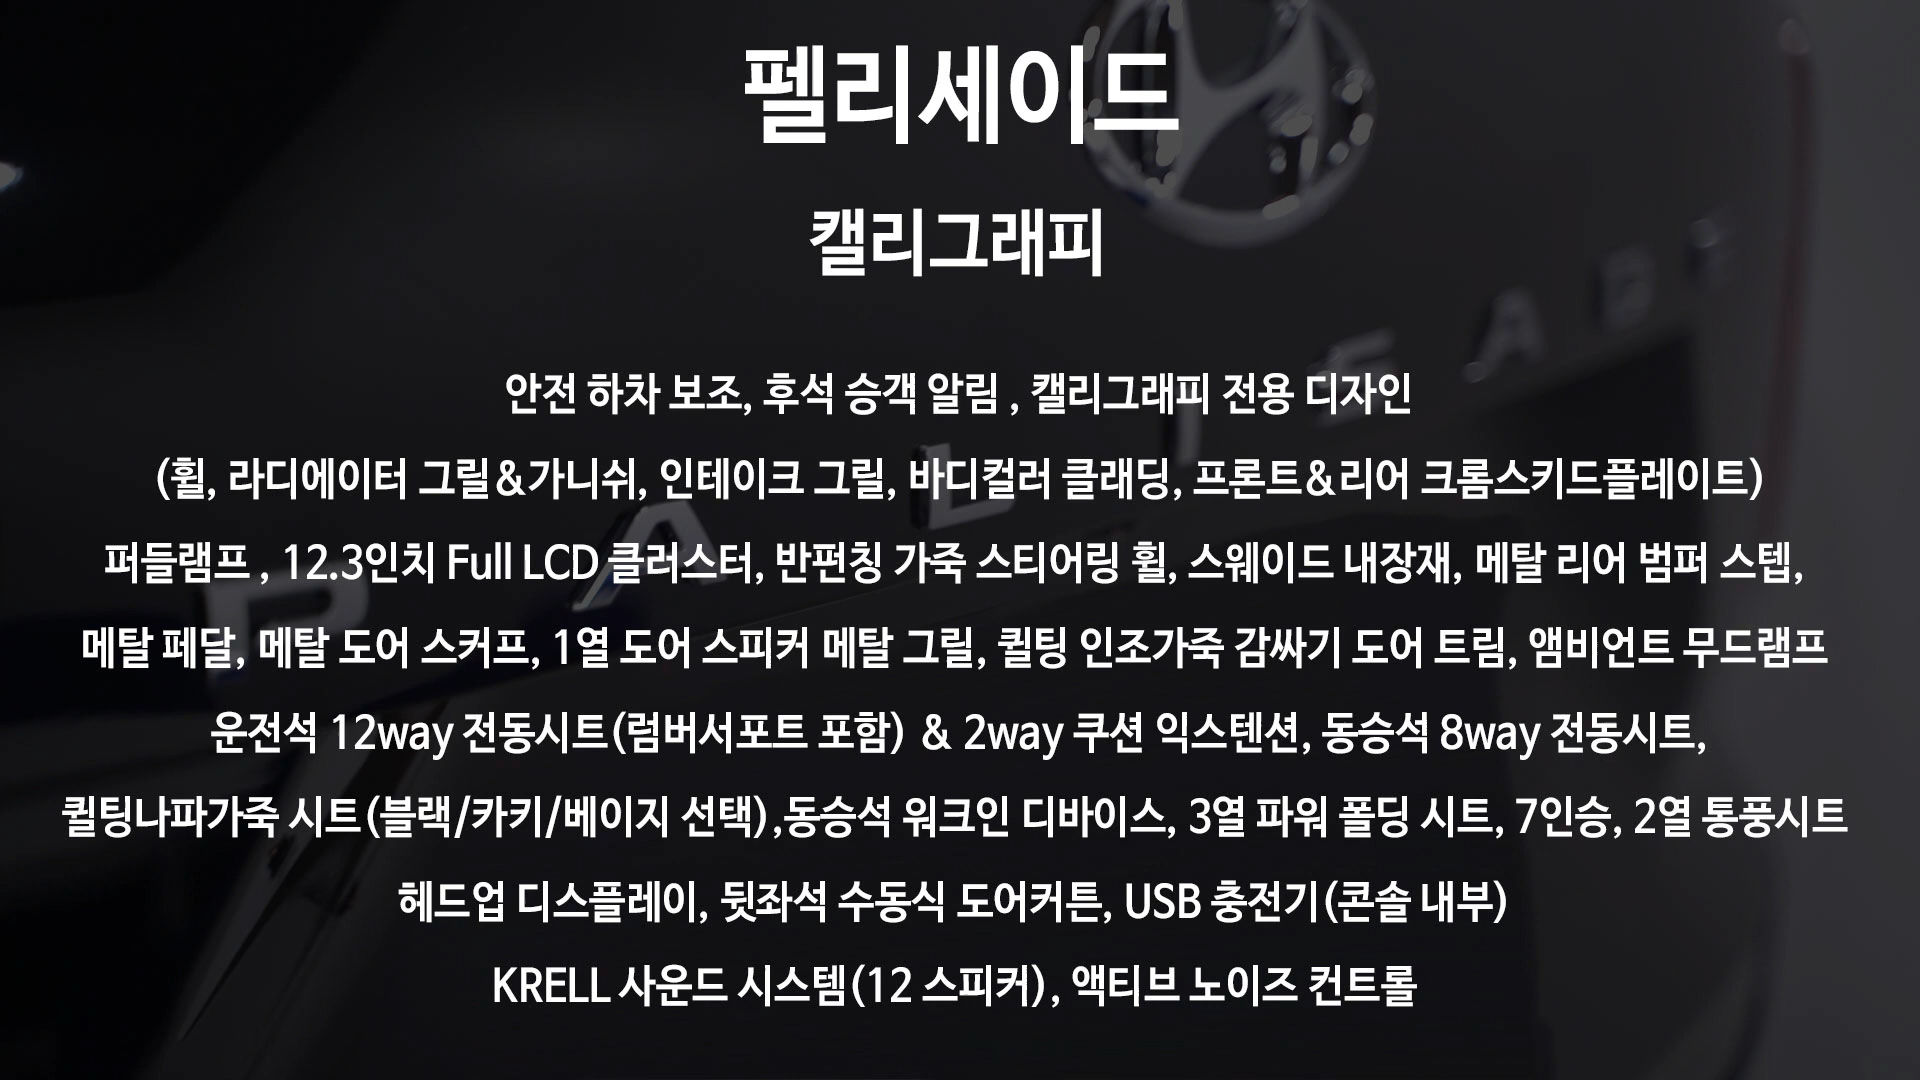 펠리세이드
캘리그래피
안전 하차 보조, 후석 승객 알림 , 캘리그래피 전용 디자인
(휠, 라디에이터 그릴&가니쉬, 인테이크 그릴, 바디컬러 클래딩, 프론트&리어 크롬스키드플레이트)
퍼들램프 , 12.3인치 Full LCD 클러스터, 반펀칭 가죽 스티어링 휠, 스웨이드 내장재, 메탈 리어 범퍼 스텝,
메탈 페달, 메탈 도어 스커프, 1열 도어 스피커 메탈 그릴, 퀼팅 인조가죽 감싸기 도어 트림, 앰비언트 무드램프
운전석 12way 전동시트(럼버서포트 포함) & 2way 쿠션 익스텐션, 동승석 8way 전동시트,
퀼팅나파가죽 시트(블랙/카키/베이지 선택),동승석 워크인 디바이스, 3열 파워 폴딩 시트, 7인승, 2열 통풍시트
헤드업 디스플레이, 뒷좌석 수동식 도어커튼, USB 충전기(콘솔 내부)
KRELL 사운드 시스템(12 스피커), 액티브 노이즈 컨트롤
PALISADE